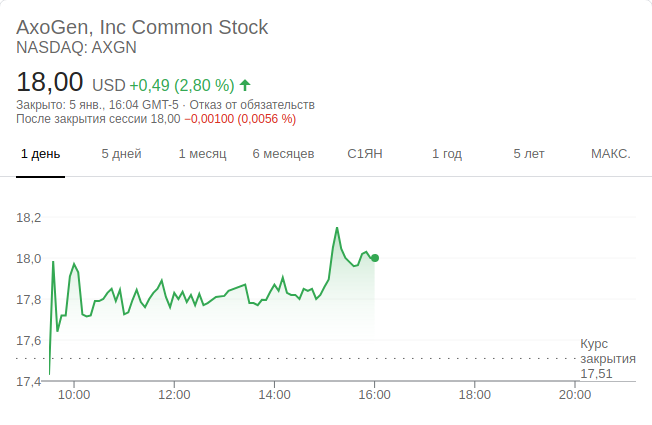 AxoGen, Inc Common Stock
NASDAQ: AXGN
18,00 USD +0,49 (2,80 %)
Закрыто: 5 янв., 16:04 GMT-5 · Отказ от обязательств
После закрытия сессии 18,00 −0,00100 (0,0056 %)
1 день 5 дней 1 месяц 6 месяцев С1ЯН 1 год 5 лет МАКС.
18,2
18,0
17,8
17,6
Курс
закрытия
17,51
17,4
10:00 12:00 14:00 16:00 18:00 20:00